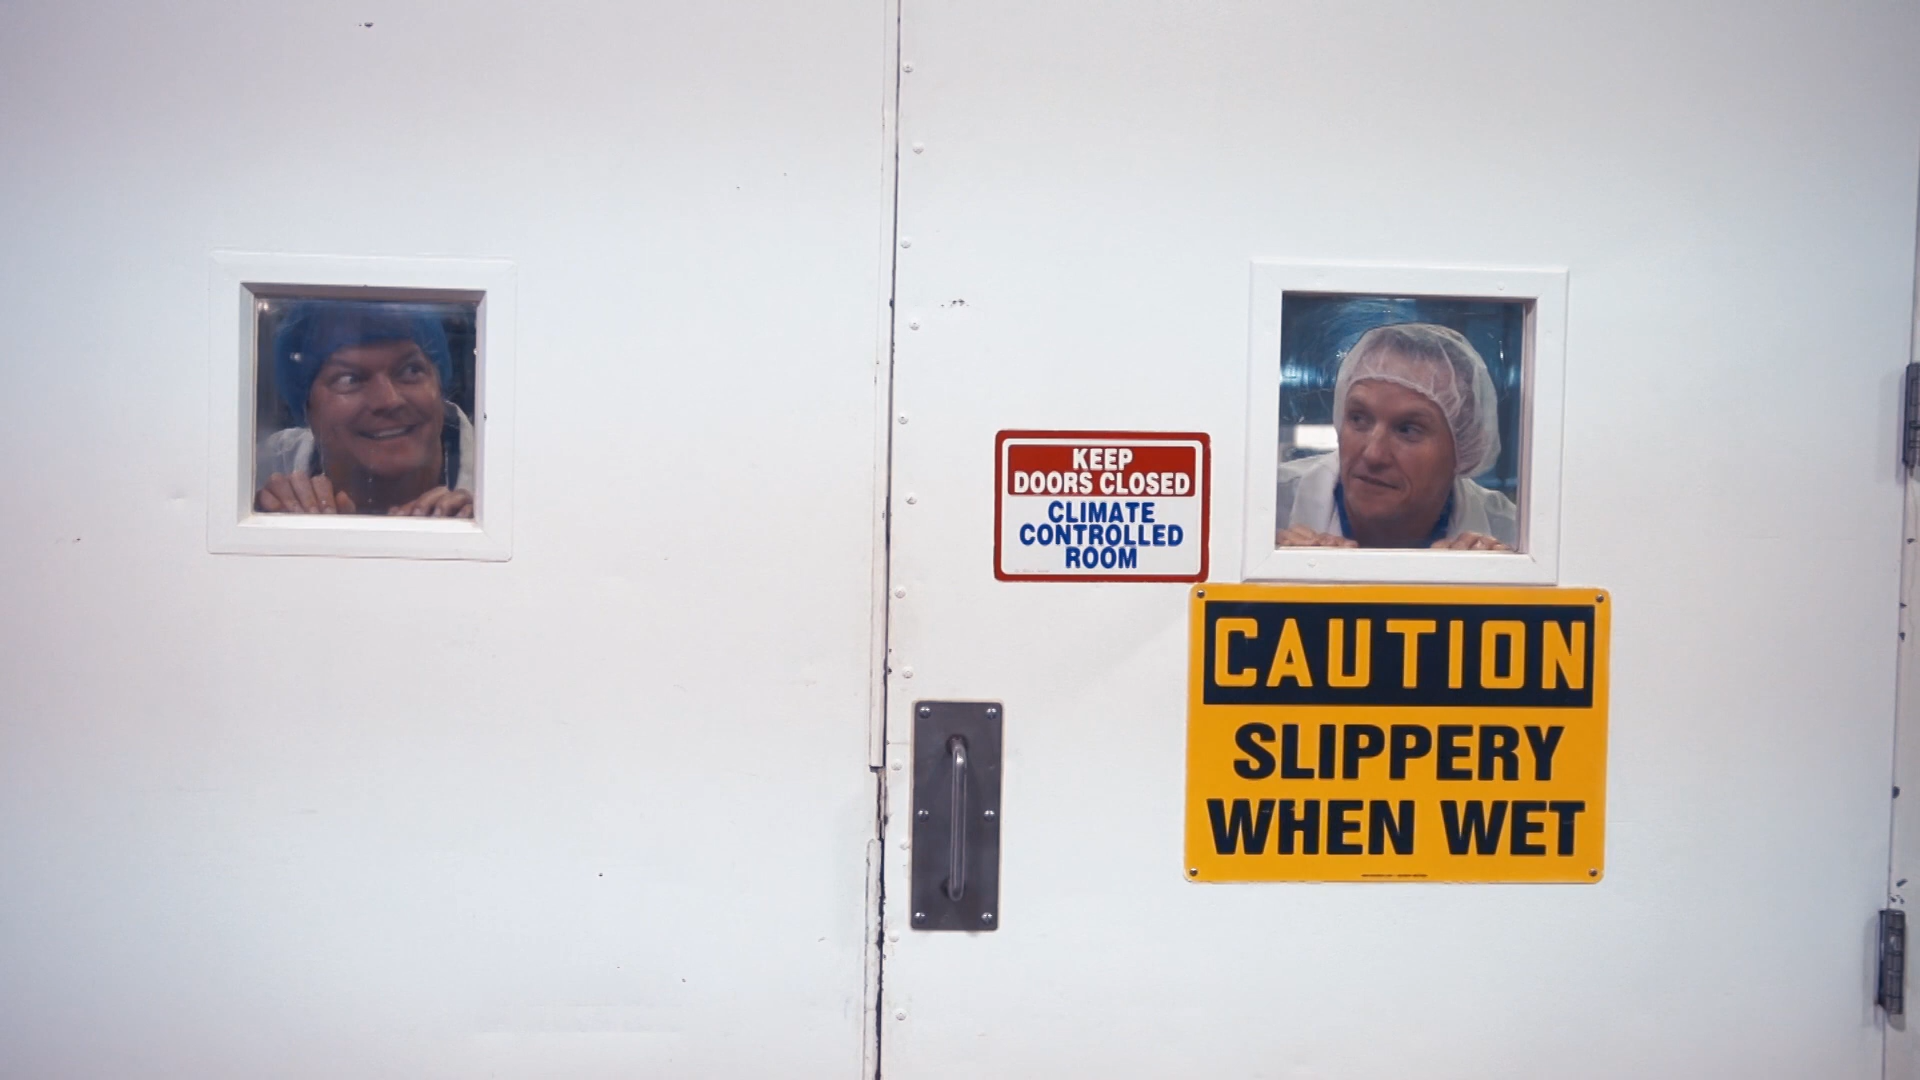 KEEP
DOORS CLOSED
CLIMATE
CONTROLLED
ROOM
CAUTION
SLIPPERY
WHEN WET